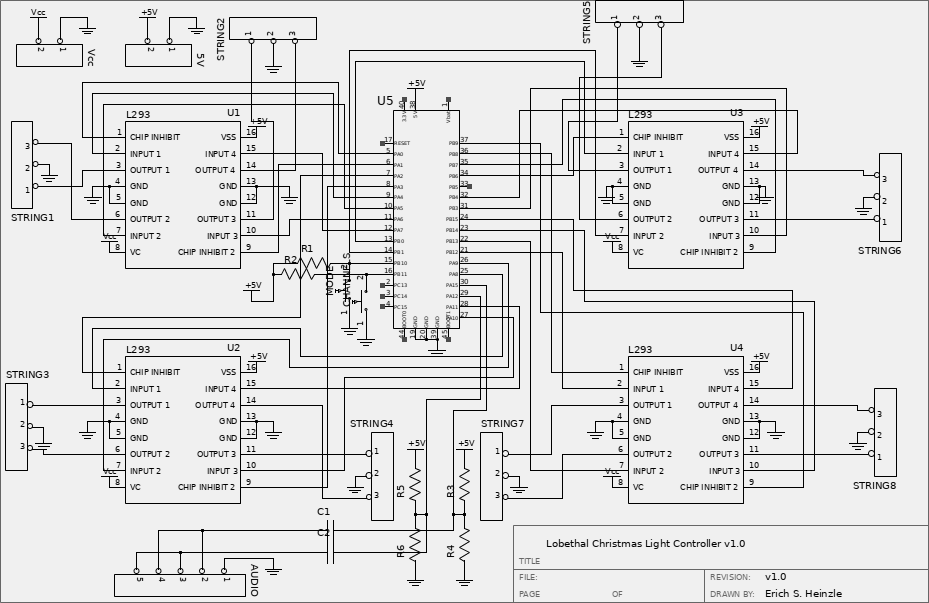 Vcc
2 1
Vcc
+5V
2 1
5V
STRING2
1 2 3
STRING5
1 2 3
U5
+5V
L293 U1
+5V
1 CHIP INHIBIT VSS 16
2 INPUT 1 INPUT 4 15
3 OUTPUT 1 OUTPUT 4 14
4 GND GND 13
5 GND GND 12
6 OUTPUT 2 OUTPUT 3 11
7 INPUT 2 INPUT 3 10
Vcc
8 VC CHIP INHIBIT 2 9
STRING1
3
2
1
17 RESET
5 PA0
6 PA1
7 PA2
8 PA3
9 PA4
10 PA5
11 PA6
12 PA7
13 PB0
14 PB1
15 PB10
16 PB11
2 PC13
3 PC14
4 PC15
PB9 37
PB8 36
PB7 35
PB6 34
PB5 33
PB4 32
PB3 31
PB15 24
PB14 23
PB13 22
PB12 21
PA9 26
PA8 25
PA15 30
PA12 29
PA11 28
PA10 27
L293 U3
+5V
1 CHIP INHIBIT VSS 16
2 INPUT 1 INPUT 4 15
3 OUTPUT 1 OUTPUT 4 14
4 GND GND 13
5 GND GND 12
6 OUTPUT 2 OUTPUT 3 11
7 INPUT 2 INPUT 3 10
Vcc
8 VC CHIP INHIBIT 2 9
3
2
1
STRING6
R1
R2
+5V
MODE
CHANNELS
L293 U2
+5V
1 CHIP INHIBIT VSS 16
2 INPUT 1 INPUT 4 15
3 OUTPUT 1 OUTPUT 4 14
4 GND GND 13
5 GND GND 12
6 OUTPUT 2 OUTPUT 3 11
7 INPUT 2 INPUT 3 10
Vcc
8 VC CHIP INHIBIT 2 9
STRING3
1
2
3
STRING4
1
2
3
+5V
+5V
R5
R3
R6
R4
STRING7
1
2
3
L293 U4
+5V
1 CHIP INHIBIT VSS 16
2 INPUT 1 INPUT 4 15
3 OUTPUT 1 OUTPUT 4 14
4 GND GND 13
5 GND GND 12
6 OUTPUT 2 OUTPUT 3 11
7 INPUT 2 INPUT 3 10
Vcc
8 VC CHIP INHIBIT 2 9
3
2
1
STRING8
C1
C2
5 4 3 2 1
AUDIO
Lobethal Christmas Light Controller v1.0
TITLE
FILE:
REVISION: v1.0
PAGE OF
DRAWN BY: Erich S. Heinzle